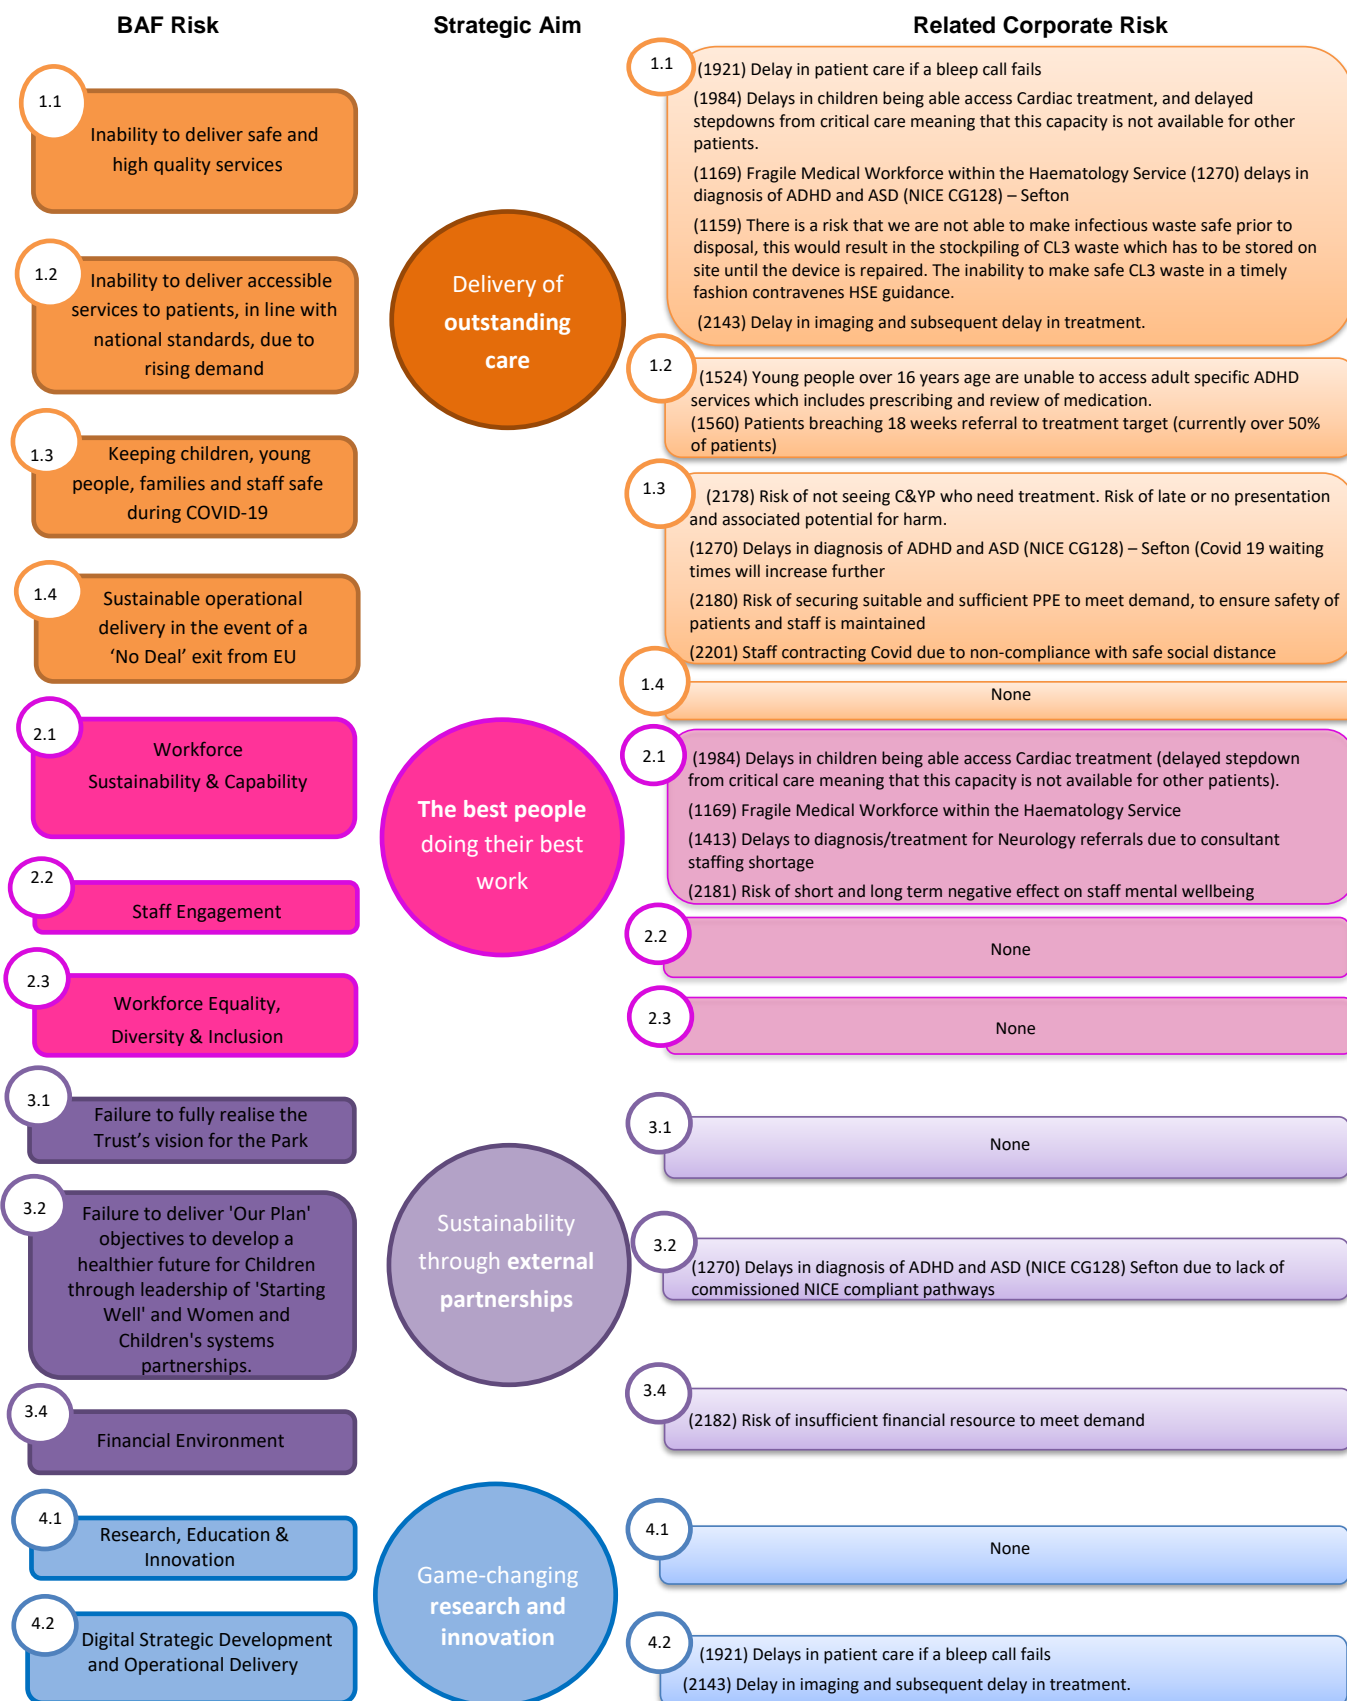 BAF Risk
Strategic Aim
Related Corporate Risk
1.1
Inability to deliver safe and
high quality services
1.2
Inability to deliver accessible
services to patients, in line with
national standards, due to
rising demand
1.3
Keeping children, young
people, families and staff safe
during COVID-19
1.4
Sustainable operational
delivery in the event of a
‘No Deal’ exit from EU
Delivery of
outstanding
care
1.1
(1921) Delay in patient care if a bleep call fails
(1984) Delays in children being able access Cardiac treatment, and delayed
stepdowns from critical care meaning that this capacity is not available for other
patients.
(1169) Fragile Medical Workforce within the Haematology Service (1270) delays in
diagnosis of ADHD and ASD (NICE CG128) – Sefton
(1159) There is a risk that we are not able to make infectious waste safe prior to
disposal, this would result in the stockpiling of CL3 waste which has to be stored on
site until the device is repaired. The inability to make safe CL3 waste in a timely
fashion contravenes HSE guidance.
(2143) Delay in imaging and subsequent delay in treatment.
1.2
(1524) Young people over 16 years age are unable to access adult specific ADHD
services which includes prescribing and review of medication.
(1560) Patients breaching 18 weeks referral to treatment target (currently over 50%
of patients)
1.3
(2178) Risk of not seeing C&YP who need treatment. Risk of late or no presentation
and associated potential for harm.
(1270) Delays in diagnosis of ADHD and ASD (NICE CG128) – Sefton (Covid 19 waiting
times will increase further
(2180) Risk of securing suitable and sufficient PPE to meet demand, to ensure safety of
patients and staff is maintained
(2201) Staff contracting Covid due to non-compliance with safe social distance
1.4
None
2.1
Workforce
Sustainability & Capability
2.2
Staff Engagement
2.3
Workforce Equality,
Diversity & Inclusion
The best people
doing their best
work
2.1
(1984) Delays in children being able access Cardiac treatment (delayed stepdown
from critical care meaning that this capacity is not available for other patients).
(1169) Fragile Medical Workforce within the Haematology Service
(1413) Delays to diagnosis/treatment for Neurology referrals due to consultant
staffing shortage
(2181) Risk of short and long term negative effect on staff mental wellbeing
2.2
None
2.3
None
3.1
Failure to fully realise the
Trust’s vision for the Park
3.2
Failure to deliver 'Our Plan'
objectives to develop a
healthier future for Children
through leadership of 'Starting
Well' and Women and
Children's systems
partnerships.
3.4
Financial Environment
Sustainability
through external
partnerships
3.1
None
3.2
(1270) Delays in diagnosis of ADHD and ASD (NICE CG128) Sefton due to lack of
commissioned NICE compliant pathways
3.4
(2182) Risk of insufficient financial resource to meet demand
4.1
Research, Education &
Innovation
4.2
Digital Strategic Development
and Operational Delivery
Game-changing
research and
innovation
4.1
None
4.2
(1921) Delays in patient care if a bleep call fails
(2143) Delay in imaging and subsequent delay in treatment.